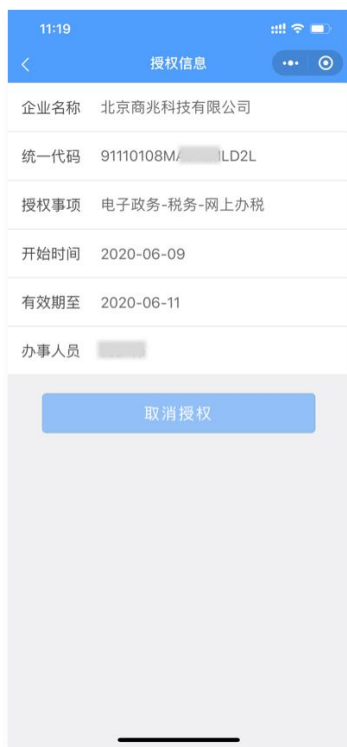 11:19
授权信息
企业名称 北京商兆科技有限公司
统一代码 91110108M LD2L
授权事项 电子政务-税务-网上办税
开始时间 2020-06-09
有效期至 2020-06-11
办事人员
取消授权